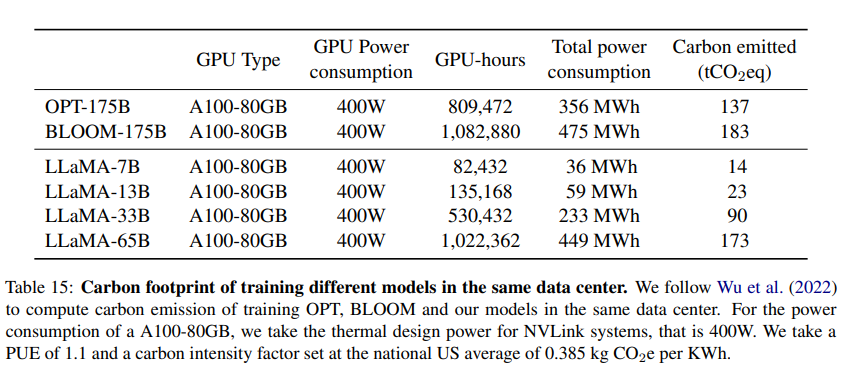 GPU Type GPU Power consumption GPU-hours Total power consumption Carbon emitted (tCO₂eq)
OPT-175B A100-80GB 400W 809,472 356 MWh 137
BLOOM-175B A100-80GB 400W 1,082,880 475 MWh 183
LLaMA-7B A100-80GB 400W 82,432 36 MWh 14
LLaMA-13B A100-80GB 400W 135,168 59 MWh 23
LLaMA-33B A100-80GB 400W 530,432 233 MWh 90
LLaMA-65B A100-80GB 400W 1,022,362 449 MWh 173
Table 15: Carbon footprint of training different models in the same data center. We follow Wu et al. (2022)
to compute carbon emission of training OPT, BLOOM and our models in the same data center. For the power
consumption of a A100-80GB, we take the thermal design power for NVLink systems, that is 400W. We take a
PUE of 1.1 and a carbon intensity factor set at the national US average of 0.385 kg CO₂e per KWh.